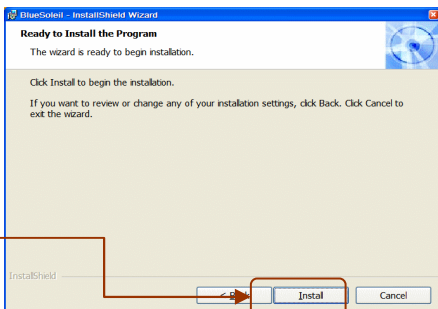 BlueSoleil - InstallShield Wizard
Ready to Install the Program
The wizard is ready to begin installation.
Click Install to begin the installation.
If you want to review or change any of your installation settings, click Back. Click Cancel to
exit the wizard.
InstallShield
Install Cancel